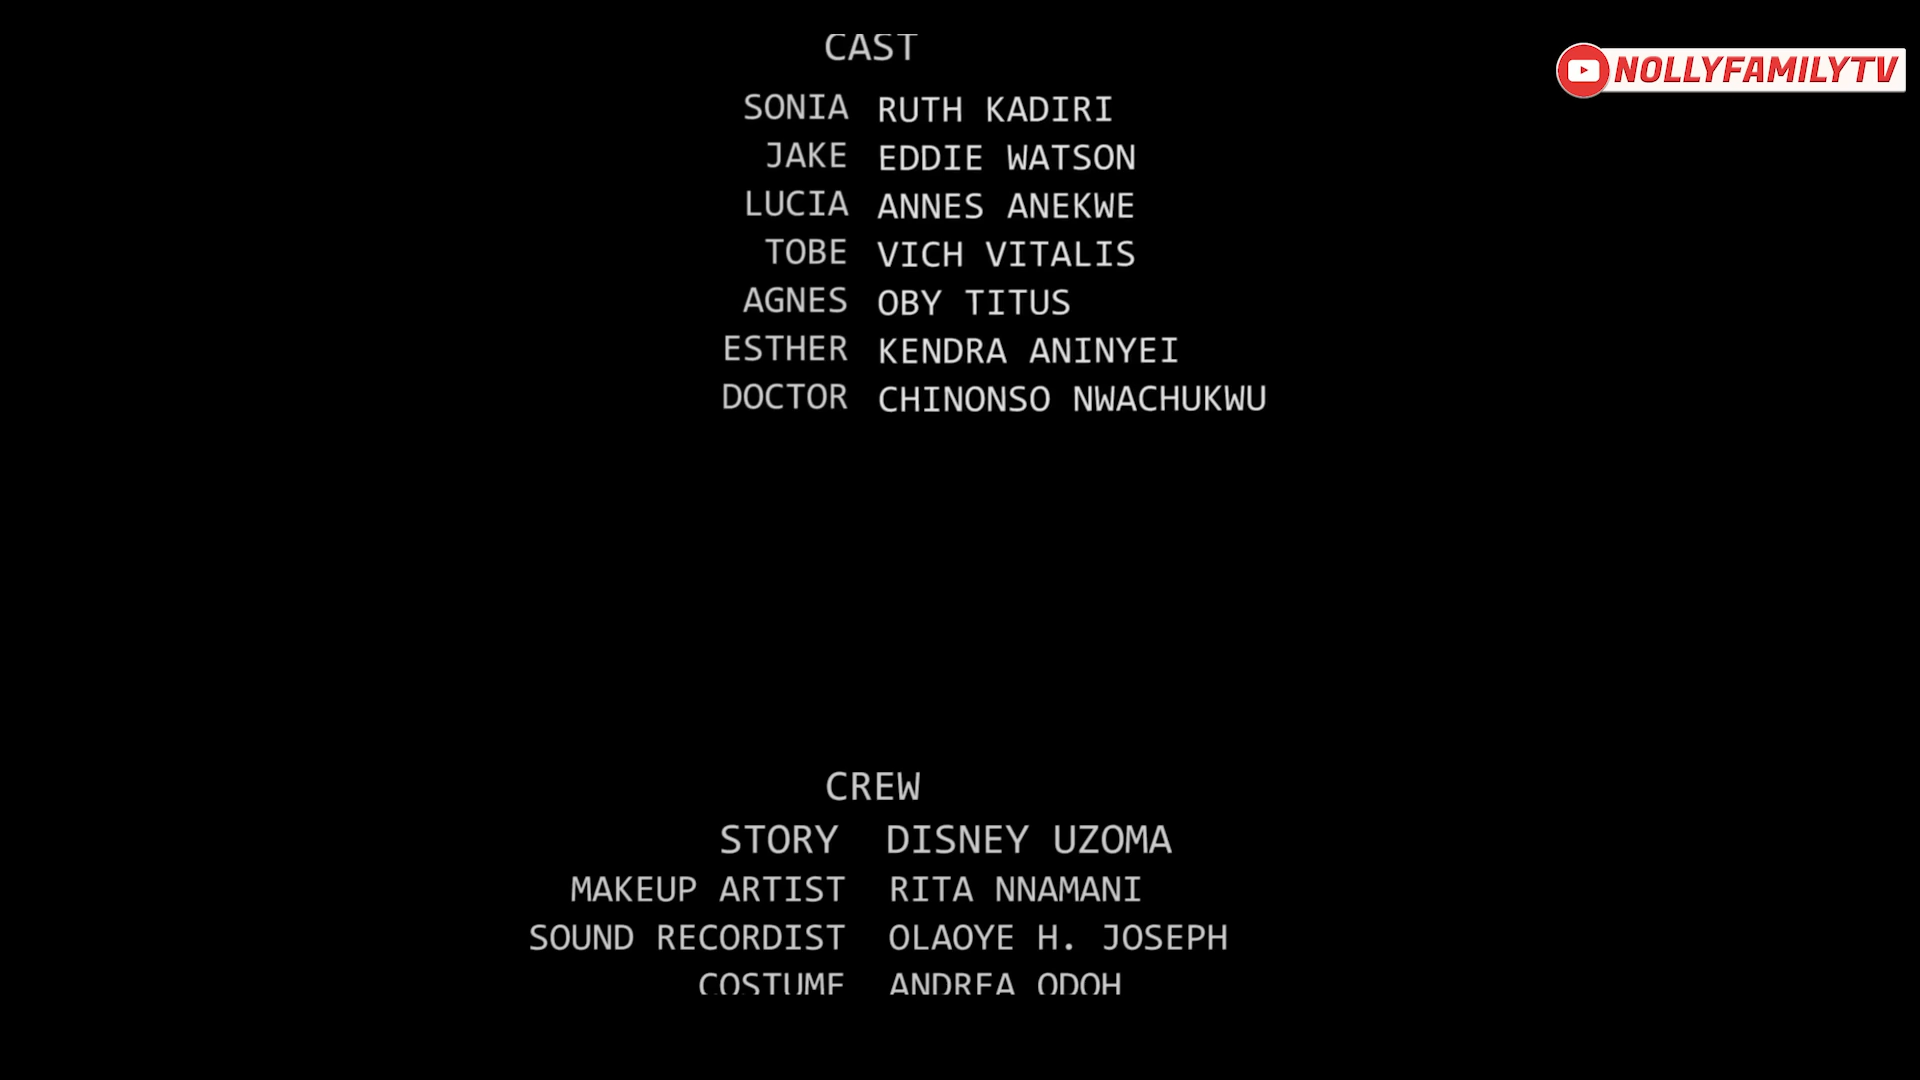 CAST
NOLLYFAMILYTV
SONIA RUTH KADIRI
JAKE EDDIE WATSON
LUCIA ANNES ANEKWE
TOBE VICH VITALIS
AGNES OBY TITUS
ESTHER KENDRA ANINYEI
DOCTOR CHINONSO NWACHUKWU
CREW
STORY DISNEY UZOMA
MAKEUP ARTIST RITA NNAMANI
SOUND RECORDIST OLAOYE H. JOSEPH
COSTUME ANDREA ODOH